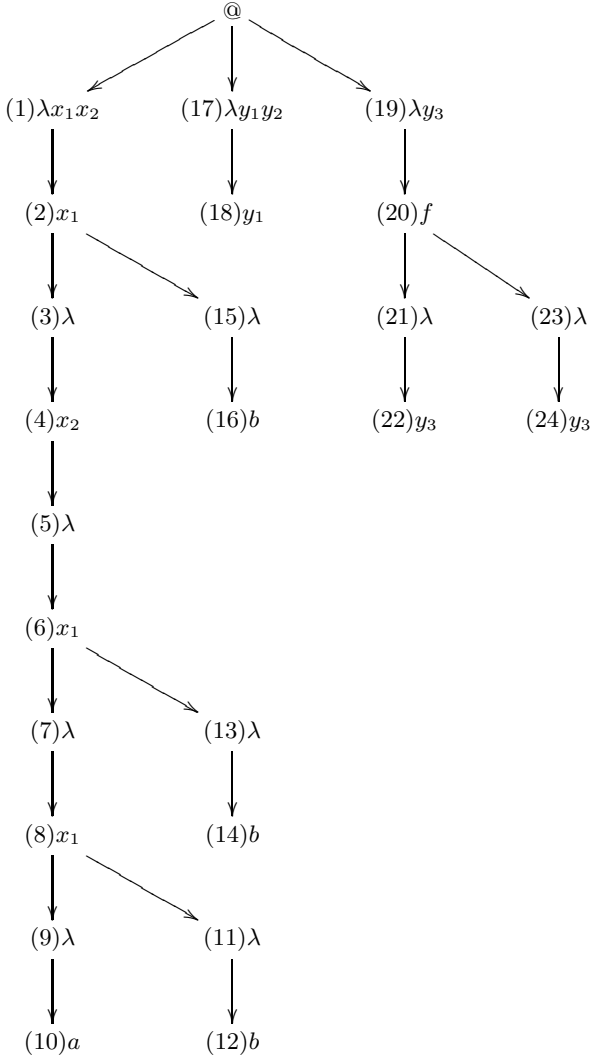 @
(1)λx₁x₂ (17)λy₁y₂ (19)λy₃
(2)x₁ (18)y₁ (20)f
(3)λ (15)λ (21)λ (23)λ
(4)x₂ (16)b (22)y₃ (24)y₃
(5)λ
(6)x₁
(7)λ (13)λ
(8)x₁ (14)b
(9)λ (11)λ
(10)a (12)b